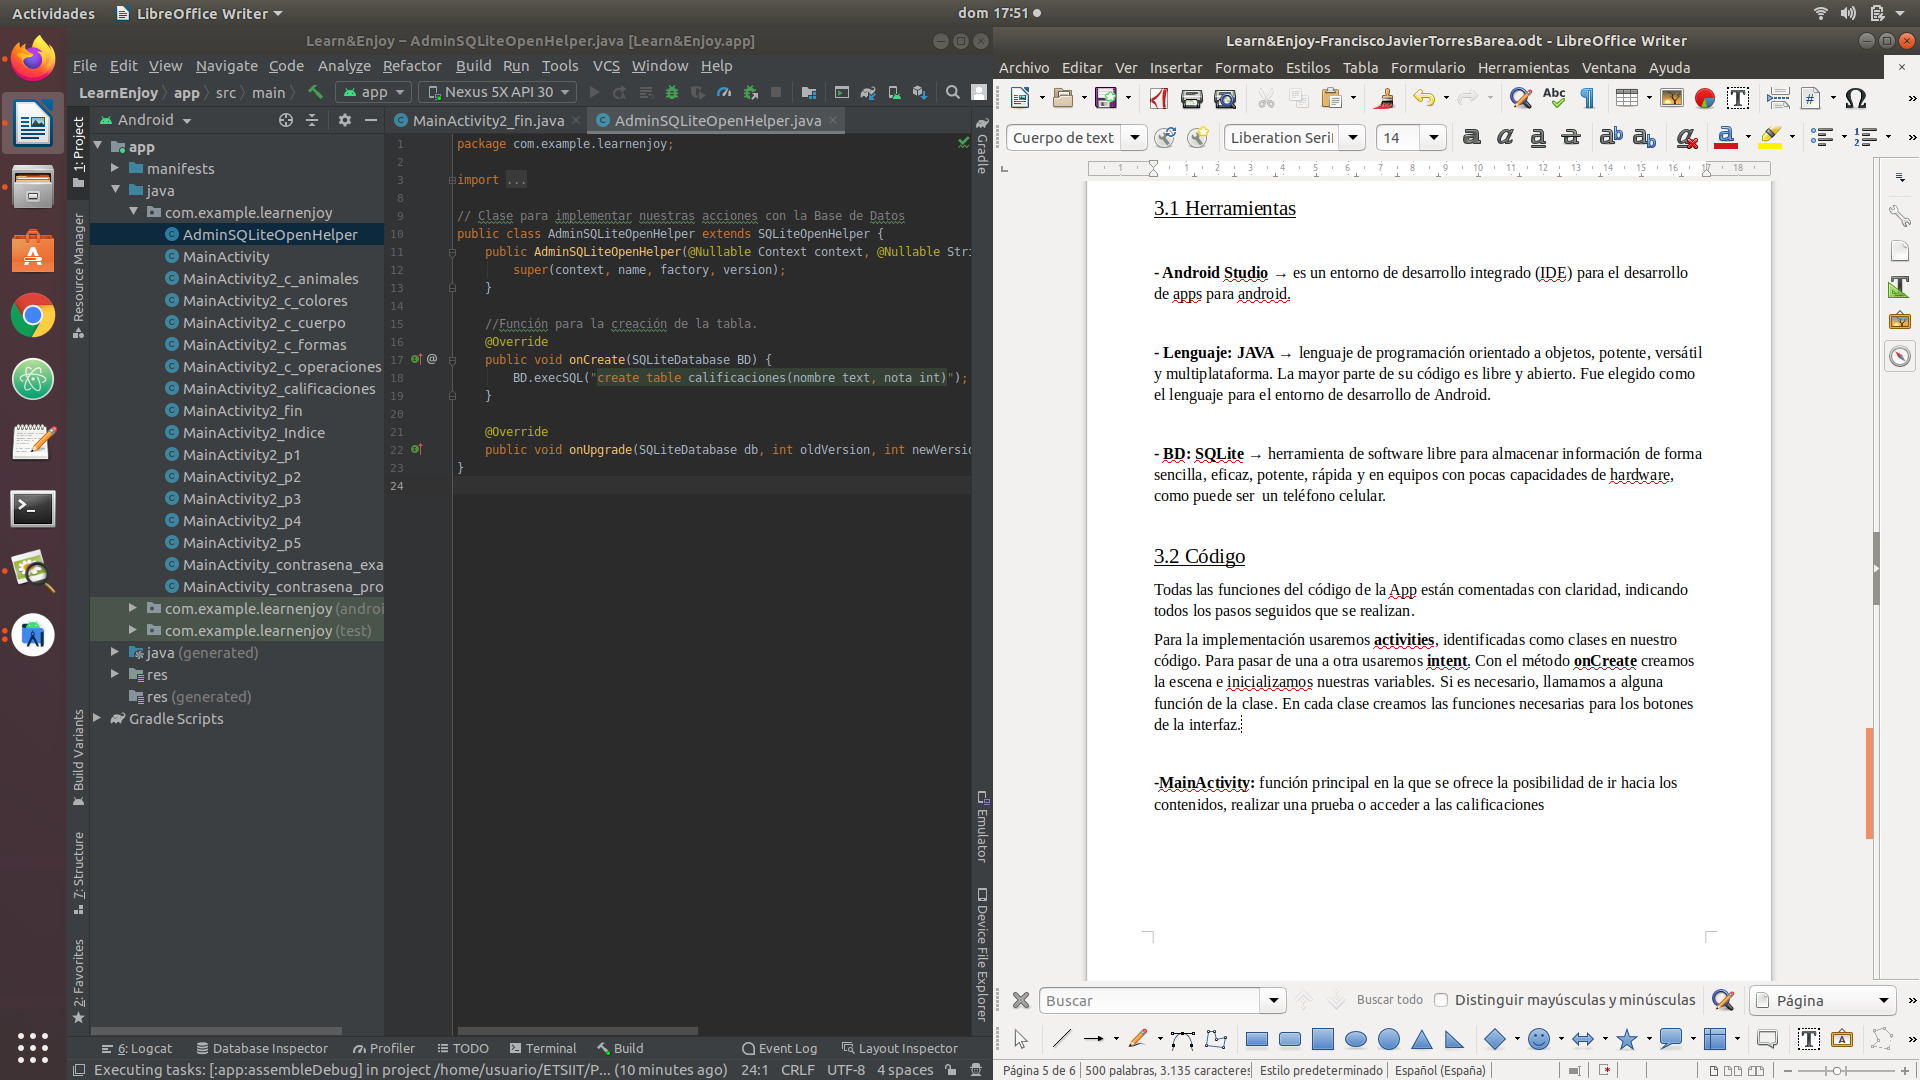 Actividades
LibreOffice Writer
dom 17:51
Learn&Enjoy – AdminSQLiteOpenHelper.java [Learn&Enjoy.app]
File Edit View Navigate Code Analyze Refactor Build Run Tools VCS Window Help
LearnEnjoy app src main
app
Nexus 5X API 30
1: Project
Resource Manager
Build Variants
7: Structure
2: Favorites
Android
app
manifests
java
com.example.learnenjoy
AdminSQLiteOpenHelper
MainActivity
MainActivity2_c_animales
MainActivity2_c_colores
MainActivity2_c_cuerpo
MainActivity2_c_formas
MainActivity2_c_operaciones
MainActivity2_calificaciones
MainActivity2_fin
MainActivity2_Indice
MainActivity2_p1
MainActivity2_p2
MainActivity2_p3
MainActivity2_p4
MainActivity2_p5
MainActivity_contrasena_exa
MainActivity_contrasena_pro
com.example.learnenjoy (androi
com.example.learnenjoy (test)
java (generated)
res
res (generated)
Gradle Scripts
MainActivity2_fin.java
AdminSQLiteOpenHelper.java
1 package com.example.learnenjoy;
2
3 import ...
8
9 // Clase para implementar nuestras acciones con la Base de Datos
10 public class AdminSQLiteOpenHelper extends SQLiteOpenHelper {
11 public AdminSQLiteOpenHelper(@Nullable Context context, @Nullable Stri
12 super(context, name, factory, version);
13 }
14
15 //Función para la creación de la tabla.
16 @Override
17 public void onCreate(SQLiteDatabase BD) {
18 BD.execSQL("create table calificaciones(nombre text, nota int)");
19 }
20
21 @Override
22 public void onUpgrade(SQLiteDatabase db, int oldVersion, int newVersio
23 }
24
Gradle
Emulator
Device File Explorer
6: Logcat Database Inspector Profiler TODO Terminal Build Event Log Layout Inspector
Executing tasks: [:app:assembleDebug] in project /home/usuario/ETSIIT/P... (10 minutes ago) 24:1 CRLF UTF-8 4 spaces
Learn&Enjoy-FranciscoJavierTorresBarea.odt - LibreOffice Writer
Archivo Editar Ver Insertar Formato Estilos Tabla Formulario Herramientas Ventana Ayuda
Cuerpo de text
Liberation Seri
14
1 1 2 3 4 5 6 7 8 9 10 11 12 13 14 15 16 17 18
3.1 Herramientas
- Android Studio → es un entorno de desarrollo integrado (IDE) para el desarrollo
de apps para android.
- Lenguaje: JAVA → lenguaje de programación orientado a objetos, potente, versátil
y multiplataforma. La mayor parte de su código es libre y abierto. Fue elegido como
el lenguaje para el entorno de desarrollo de Android.
- BD: SQLite → herramienta de software libre para almacenar información de forma
sencilla, eficaz, potente, rápida y en equipos con pocas capacidades de hardware,
como puede ser  un teléfono celular.
3.2 Código
Todas las funciones del código de la App están comentadas con claridad, indicando
todos los pasos seguidos que se realizan.
Para la implementación usaremos activities, identificadas como clases en nuestro
código. Para pasar de una a otra usaremos intent. Con el método onCreate creamos
la escena e inicializamos nuestras variables. Si es necesario, llamamos a alguna
función de la clase. En cada clase creamos las funciones necesarias para los botones
de la interfaz.
-MainActivity: función principal en la que se ofrece la posibilidad de ir hacia los
contenidos, realizar una prueba o acceder a las calificaciones
Buscar
Buscar todo
Distinguir mayúsculas y minúsculas
Página
Página 5 de 6 500 palabras, 3.135 caracteres Estilo predeterminado Español (España)